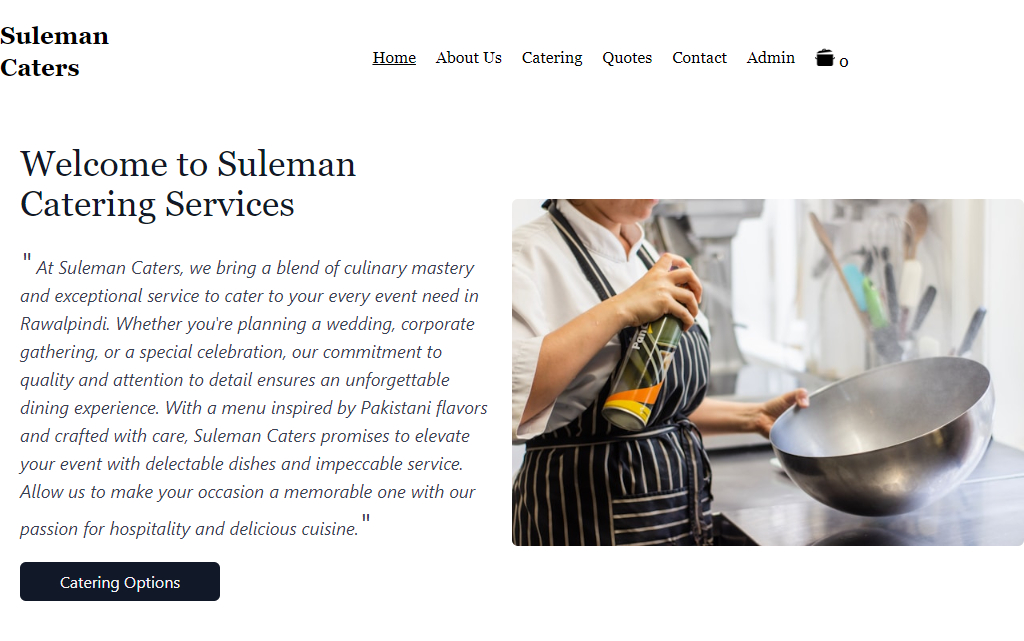 Suleman
Caters
Home About Us Catering Quotes Contact Admin 0
Welcome to Suleman
Catering Services
" At Suleman Caters, we bring a blend of culinary mastery
and exceptional service to cater to your every event need in
Rawalpindi. Whether you're planning a wedding, corporate
gathering, or a special celebration, our commitment to
quality and attention to detail ensures an unforgettable
dining experience. With a menu inspired by Pakistani flavors
and crafted with care, Suleman Caters promises to elevate
your event with delectable dishes and impeccable service.
Allow us to make your occasion a memorable one with our
passion for hospitality and delicious cuisine."
Catering Options